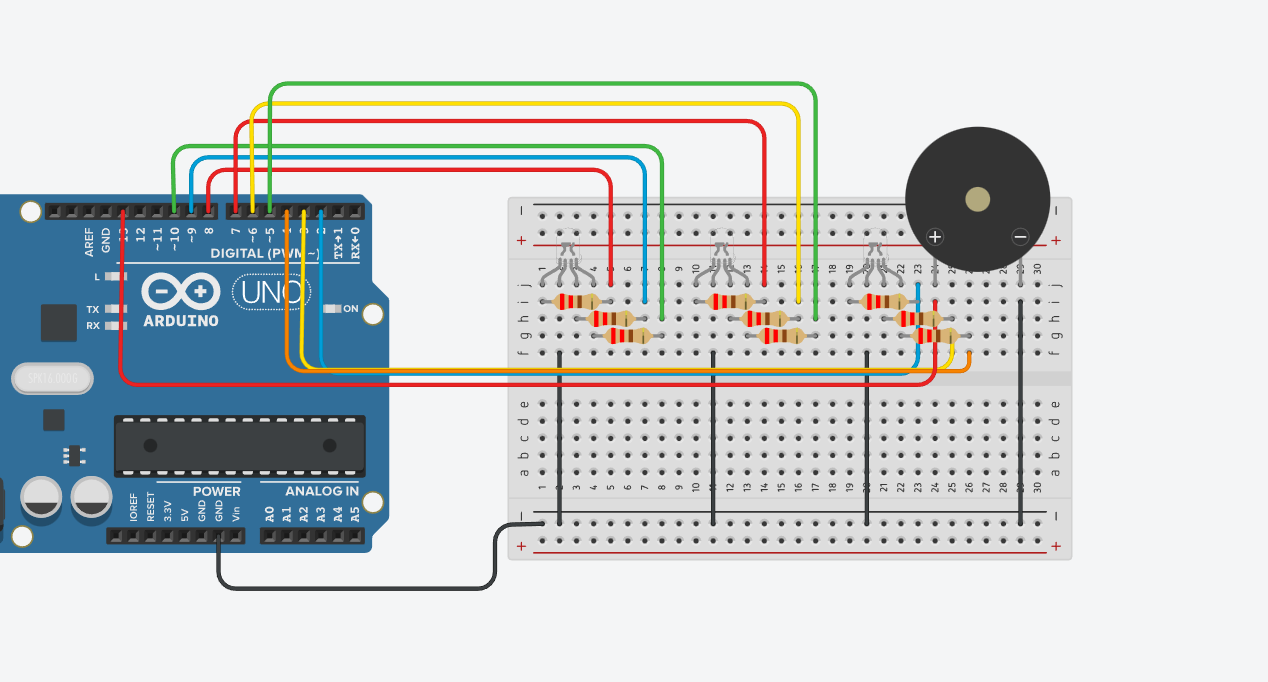 AREF
GND
13
12
~11
~10
~9
8
7
~6
~5
4
3
2
TX→1
RX←0
DIGITAL (PWM ~)
L
TX
RX
UNO
ON
ARDUINO
SPK16.000G
POWER
ANALOG IN
IOREF
RESET
3.3V
5V
GND
GND
Vin
A0
A1
A2
A3
A4
A5
− −
+ +
1 2 3 4 5 6 7 8 9 10 11 12 13 14 15 16 17 18 19 20 21 22 23 24 25 26 27 28 29 30
j j
i i
h h
g g
f f
e e
d d
c c
b b
a a
1 2 3 4 5 6 7 8 9 10 11 12 13 14 15 16 17 18 19 20 21 22 23 24 25 26 27 28 29 30
− −
+ +
+ −